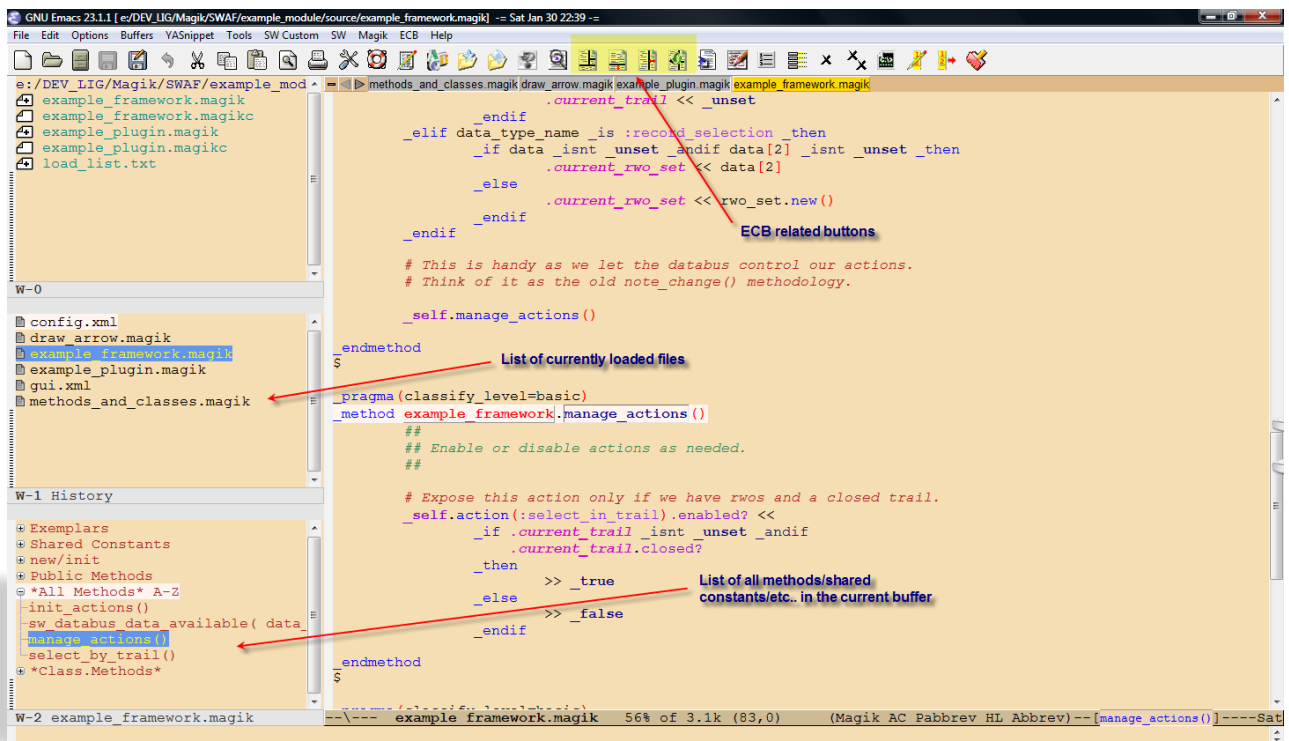 GNU Emacs 23.1.1 [ e:/DEV_LIG/Magik/SWAF/example_module/source/example_framework.magik] -= Sat Jan 30 22:39 -=
File Edit Options Buffers YASnippet Tools SW Custom SW Magik ECB Help
e:/DEV_LIG/Magik/SWAF/example_mod
example_framework.magik
example_framework.magikc
example_plugin.magik
example_plugin.magikc
load_list.txt
W-0
config.xml
draw_arrow.magik
example_framework.magik
example_plugin.magik
gui.xml
methods_and_classes.magik
W-1 History
Exemplars
Shared Constants
new/init
Public Methods
*All Methods* A-Z
init_actions()
sw_databus_data_available( data_
manage_actions()
select_by_trail()
*Class.Methods*
W-2 example_framework.magik
methods_and_classes.magik draw_arrow.magik example_plugin.magik example_framework.magik
.current_trail << _unset
_endif
_elif data_type_name _is :record_selection _then
_if data _isnt _unset _andif data[2] _isnt _unset _then
.current_rwo_set << data[2]
_else
.current_rwo_set << rwo_set.new()
_endif
_endif
ECB related buttons
# This is handy as we let the databus control our actions.
# Think of it as the old note_change() methodology.
_self.manage_actions()
_endmethod
$
List of currently loaded files
_pragma(classify_level=basic)
_method example_framework.manage_actions()
##
## Enable or disable actions as needed.
##
# Expose this action only if we have rwos and a closed trail.
_self.action(:select_in_trail).enabled? <<
_if .current_trail _isnt _unset _andif
.current_trail.closed?
_then
>> _true
_else
>> _false
_endif
List of all methods/shared
constants/etc.. in the current buffer
_endmethod
$
_pragma(classify_level=basic)
--\--- example_framework.magik 56% of 3.1k (83,0) (Magik AC Pabbrev HL Abbrev)--[manage_actions()]----Sat